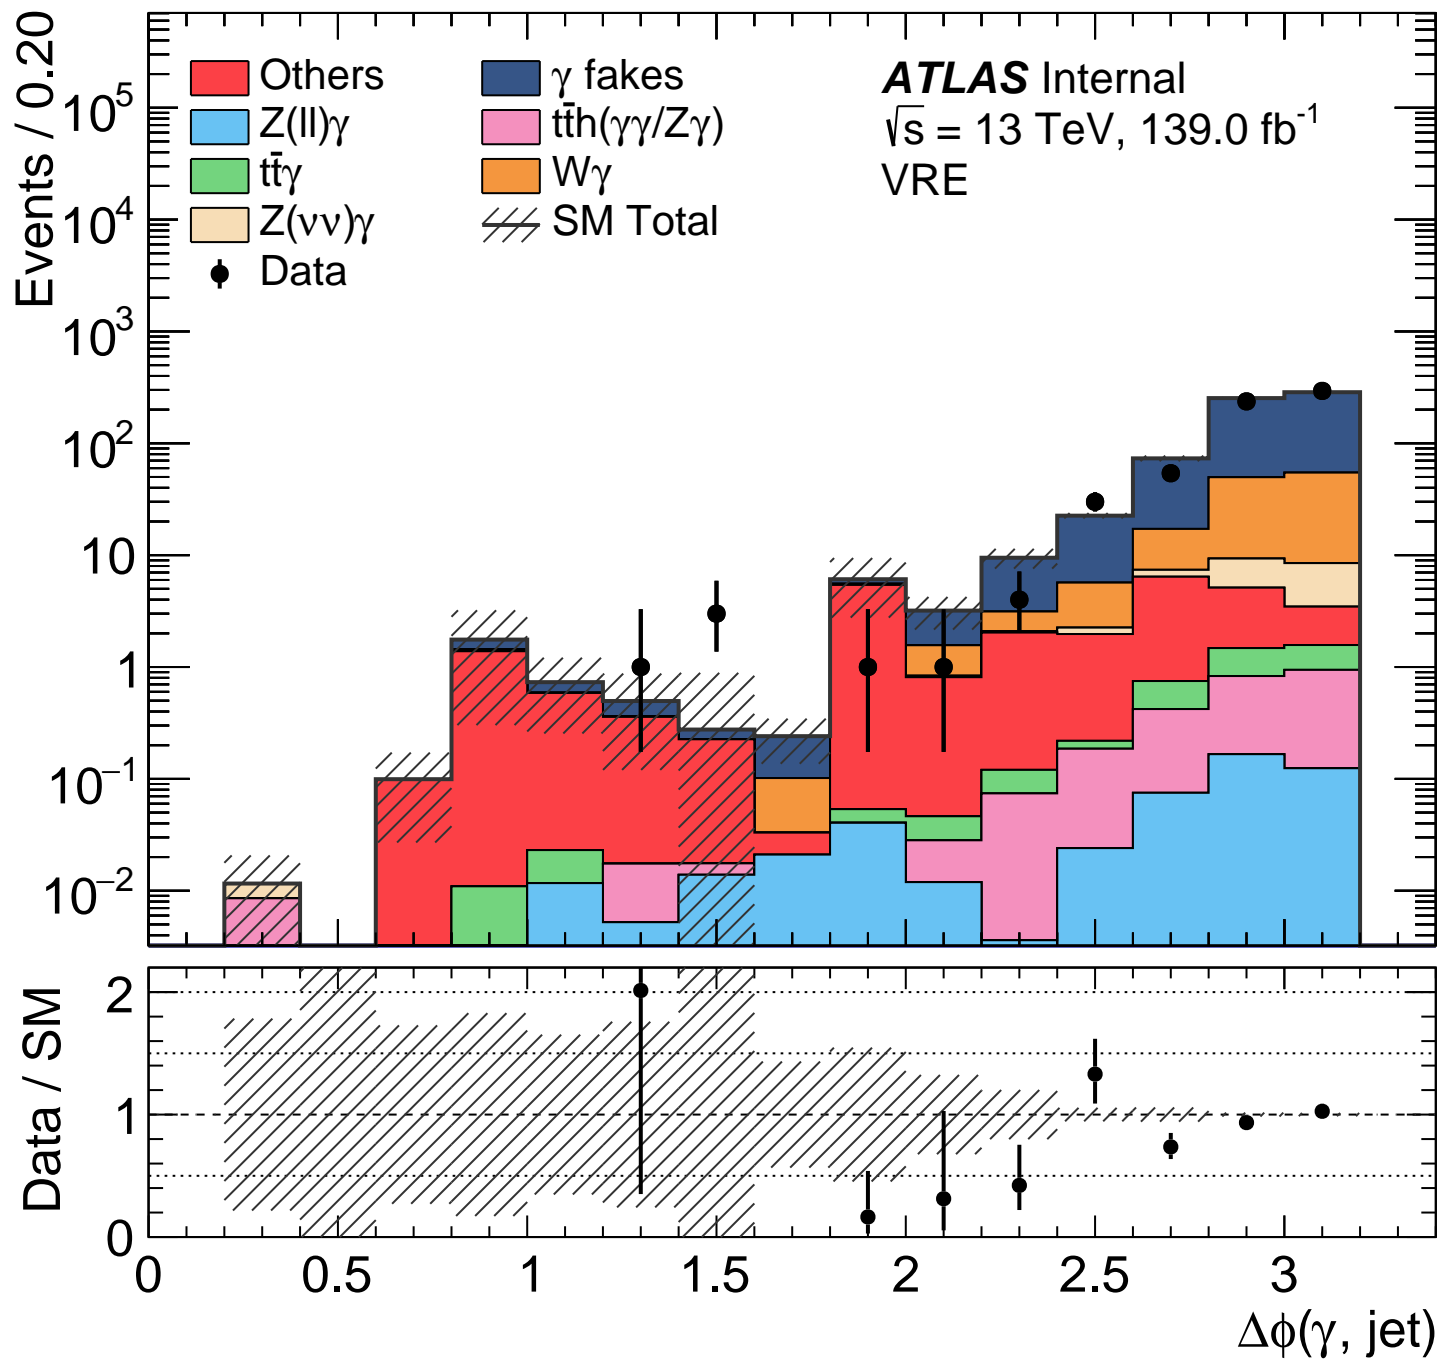 Events / 0.20
10⁵
10⁴
10³
10²
10
1
10⁻¹
10⁻²
Others
Z(ll)γ
tt̄γ
Z(νν)γ
Data
γ fakes
tt̄h(γγ/Zγ)
Wγ
SM Total
ATLAS Internal
√s = 13 TeV, 139.0 fb⁻¹
VRE
Data / SM
2
1
0
0 0.5 1 1.5 2 2.5 3
Δϕ(γ, jet)